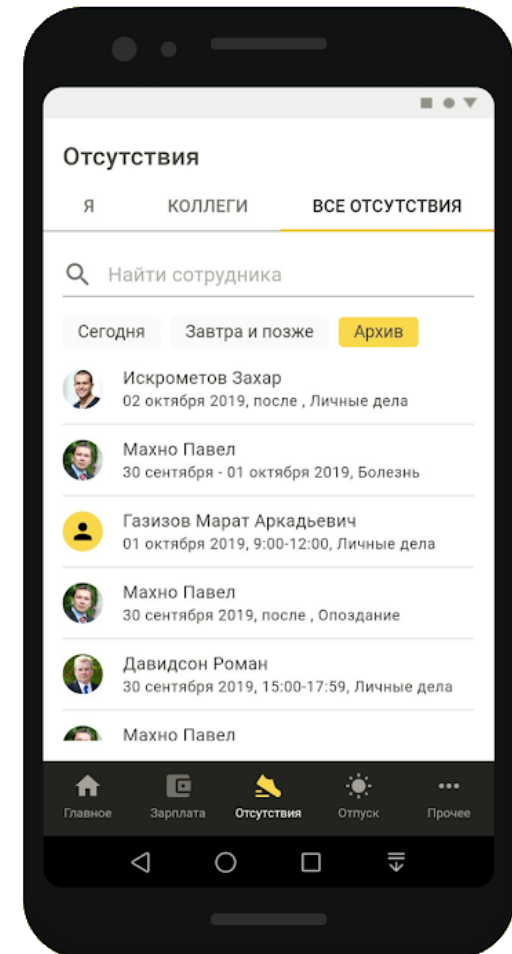 Отсутствия
Я КОЛЛЕГИ ВСЕ ОТСУТСТВИЯ
Найти сотрудника
Сегодня Завтра и позже Архив
Искрометов Захар
02 октября 2019, после , Личные дела
Махно Павел
30 сентября - 01 октября 2019, Болезнь
Газизов Марат Аркадьевич
01 октября 2019, 9:00-12:00, Личные дела
Махно Павел
30 сентября 2019, после , Опоздание
Давидсон Роман
30 сентября 2019, 15:00-17:59, Личные дела
Махно Павел
Главное Зарплата Отсутствия Отпуск Прочее